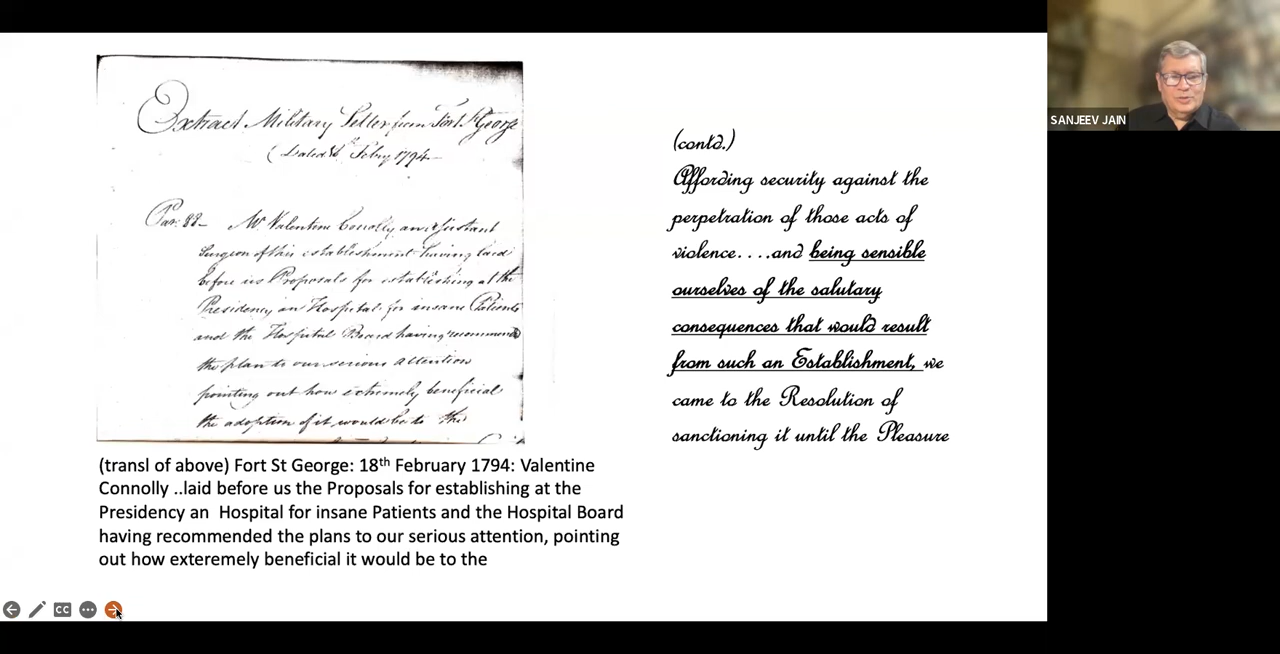 Extract Military Letter from Fort St George
(Dated Feby 1794
Par. 88 - Mr Valentine Conolly an assistant
Surgeon of this establishment having laid
before us Proposals for establishing at the
Presidency an Hospital for insane Patients
and the Hospital Board having recommend
the plan to our serious attention
pointing out how extremely beneficial
the adoption of it would be to the
(transl of above) Fort St George: 18th February 1794: Valentine
Connolly ..laid before us the Proposals for establishing at the
Presidency an Hospital for insane Patients and the Hospital Board
having recommended the plans to our serious attention, pointing
out how exteremely beneficial it would be to the
(contd.)
Affording security against the
perpetration of those acts of
violence....and being sensible
ourselves of the salutary
consequences that would result
from such an Establishment, we
came to the Resolution of
sanctioning it until the Pleasure
SANJEEV JAIN
CC